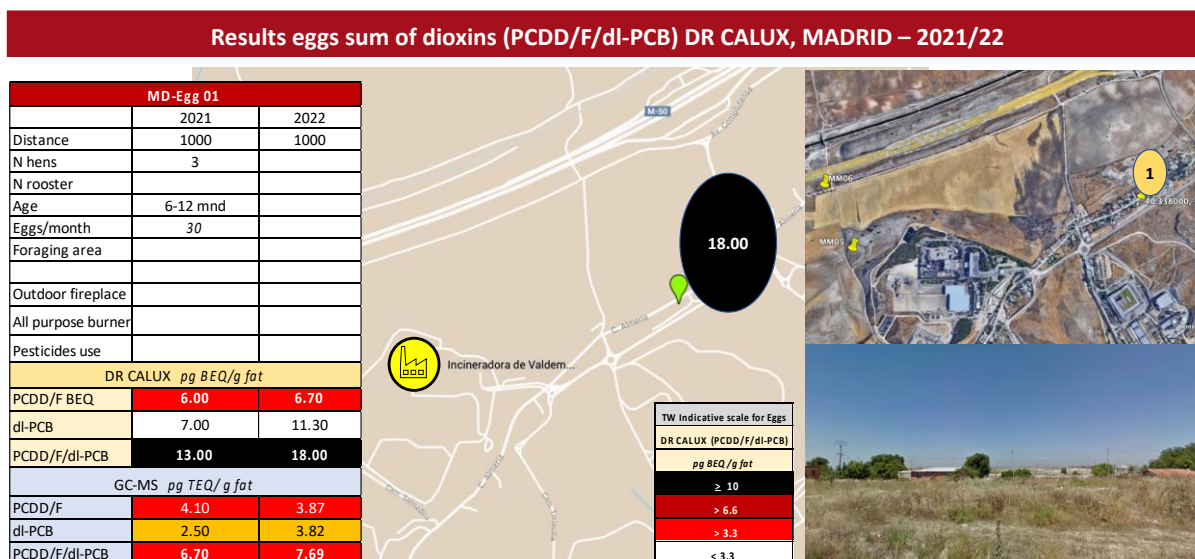 Results eggs sum of dioxins (PCDD/F/dl-PCB) DR CALUX, MADRID – 2021/22
MD-Egg 01
2021 2022
Distance 1000 1000
N hens 3
N rooster
Age 6-12 mnd
Eggs/month 30
Foraging area
Outdoor fireplace
All purpose burner
Pesticides use
DR CALUX pg BEQ/g fat
PCDD/F BEQ 6.00 6.70
dl-PCB 7.00 11.30
PCDD/F/dl-PCB 13.00 18.00
GC-MS pg TEQ/ g fat
PCDD/F 4.10 3.87
dl-PCB 2.50 3.82
PCDD/F/dl-PCB 6.70 7.69
M-50
Almería
18.00
C. Almería
Incineradora de Valdem...
C. Almería
TW Indicative scale for Eggs
DR CALUX (PCDD/F/dl-PCB)
pg BEQ /g fat
≥ 10
> 6.6
> 3.3
< 3.3
MM06
1
40.338000,
MM05